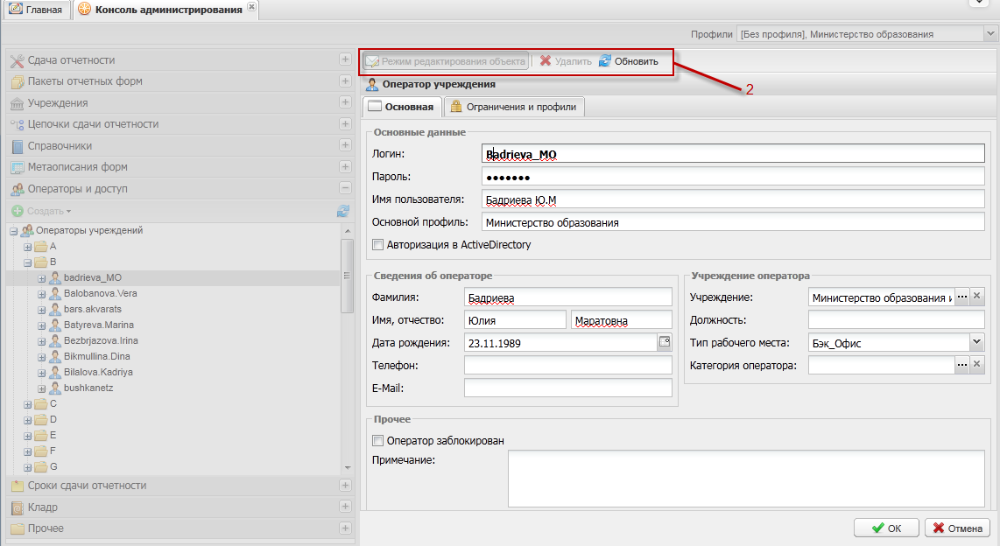 Главная
Консоль администрирования
Профили [Без профиля], Министерство образования
Сдача отчетности
Пакеты отчетных форм
Учреждения
Цепочки сдачи отчетности
Справочники
Метаописания форм
Операторы и доступ
Создать
Операторы учреждений
A
B
badrieva_MO
Balobanova.Vera
bars.akvarats
Batyreva.Marina
Bezbrjazova.Irina
Bikmullina.Dina
Bilalova.Kadriya
bushkanetz
C
D
E
F
G
Сроки сдачи отчетности
Кладр
Прочее
Режим редактирования объекта Удалить Обновить
2
Оператор учреждения
Основная Ограничения и профили
Основные данные
Логин: Badrieva_MO
Пароль: •••••••
Имя пользователя: Бадриева Ю.М
Основной профиль: Министерство образования
Авторизация в ActiveDirectory
Сведения об операторе
Фамилия: Бадриева
Имя, отчество: Юлия Маратовна
Дата рождения: 23.11.1989
Телефон:
E-Mail:
Учреждение оператора
Учреждение: Министерство образования и
Должность:
Тип рабочего места: Бэк_Офис
Категория оператора:
Прочее
Оператор заблокирован
Примечание:
ОК Отмена